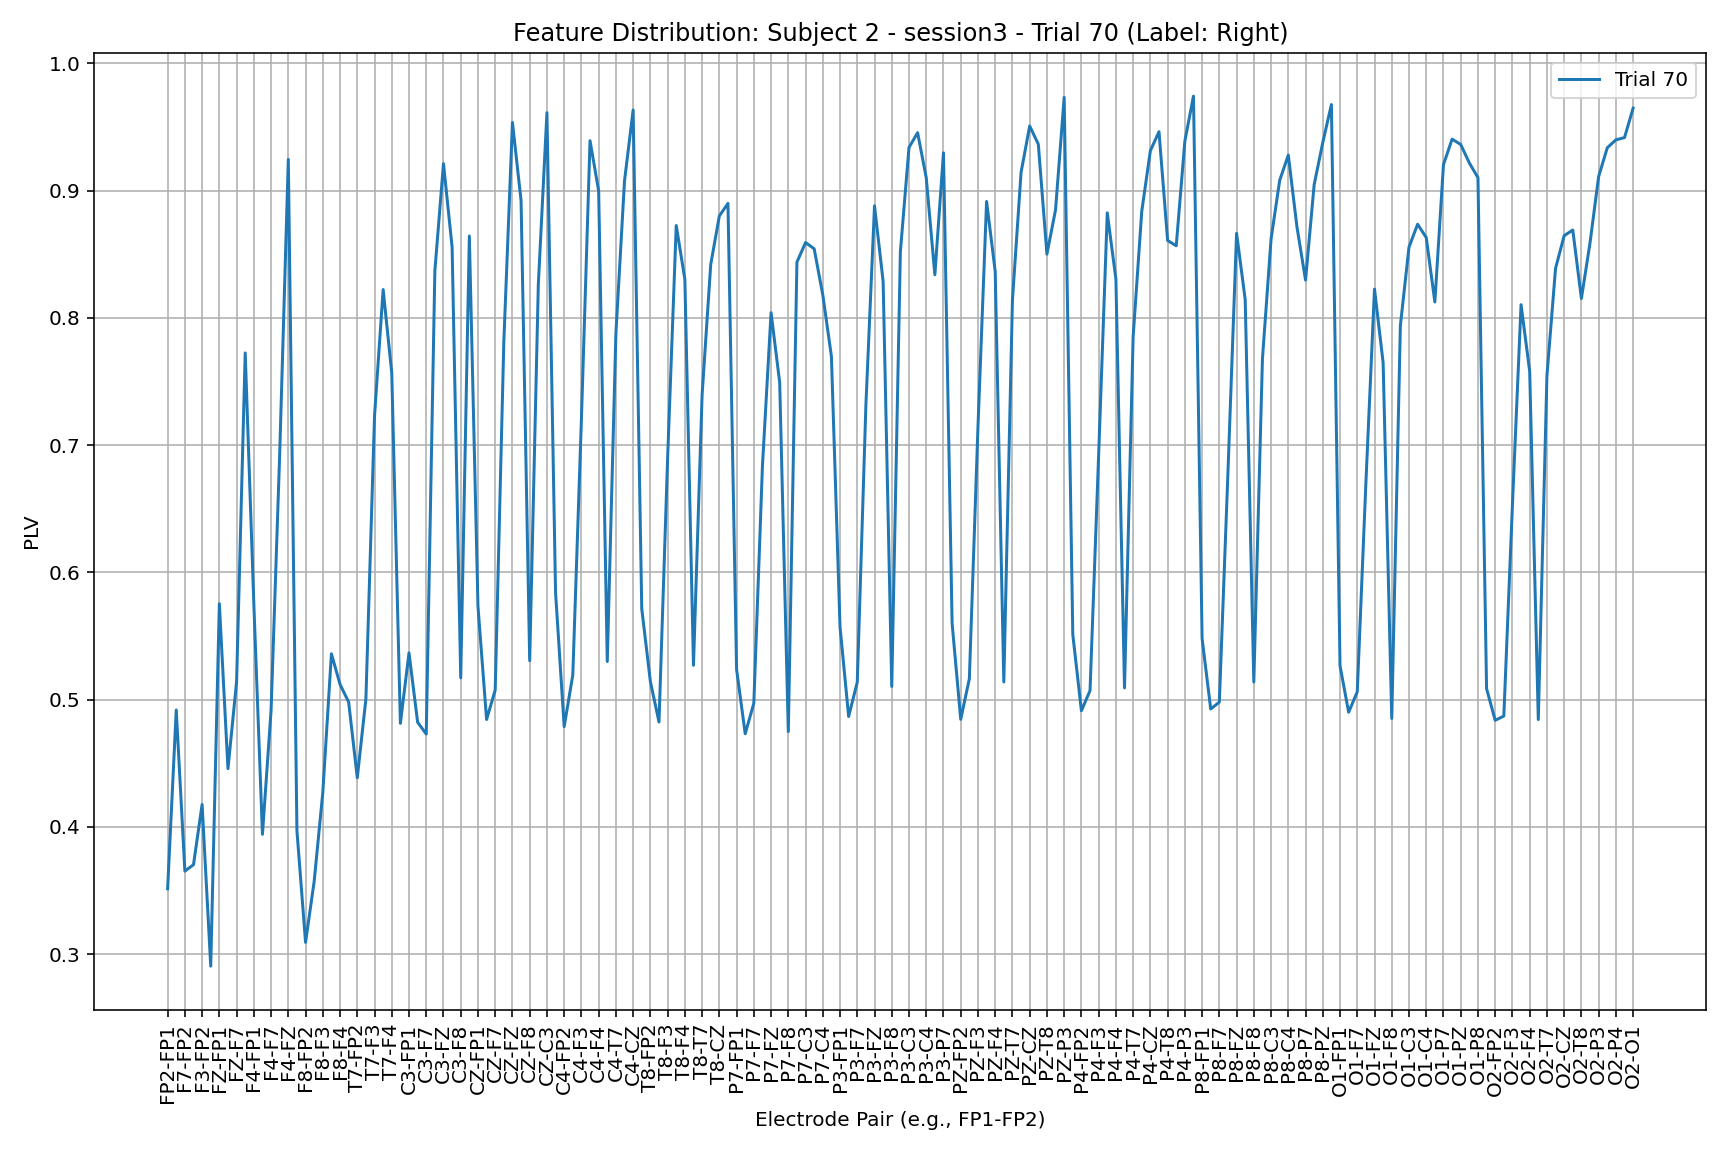 Feature Distribution: Subject 2 - session3 - Trial 70 (Label: Right)
Trial 70
1.0
0.9
0.8
0.7
0.6
0.5
0.4
0.3
PLV
FP2-FP1
F7-FP2
F3-FP2
FZ-FP1
FZ-F7
F4-FP1
F4-F7
F4-FZ
F8-FP2
F8-F3
F8-F4
T7-FP2
T7-F3
T7-F4
C3-FP1
C3-F7
C3-FZ
C3-F8
CZ-FP1
CZ-F7
CZ-FZ
CZ-F8
CZ-C3
C4-FP2
C4-F3
C4-F4
C4-T7
C4-CZ
T8-FP2
T8-F3
T8-F4
T8-T7
T8-CZ
P7-FP1
P7-F7
P7-FZ
P7-F8
P7-C3
P7-C4
P3-FP1
P3-F7
P3-FZ
P3-F8
P3-C3
P3-C4
P3-P7
PZ-FP2
PZ-F3
PZ-F4
PZ-T7
PZ-CZ
PZ-T8
PZ-P3
P4-FP2
P4-F3
P4-F4
P4-T7
P4-CZ
P4-T8
P4-P3
P8-FP1
P8-F7
P8-FZ
P8-F8
P8-C3
P8-C4
P8-P7
P8-PZ
O1-FP1
O1-F7
O1-FZ
O1-F8
O1-C3
O1-C4
O1-P7
O1-PZ
O1-P8
O2-FP2
O2-F3
O2-F4
O2-T7
O2-CZ
O2-T8
O2-P3
O2-P4
O2-O1
Electrode Pair (e.g., FP1-FP2)